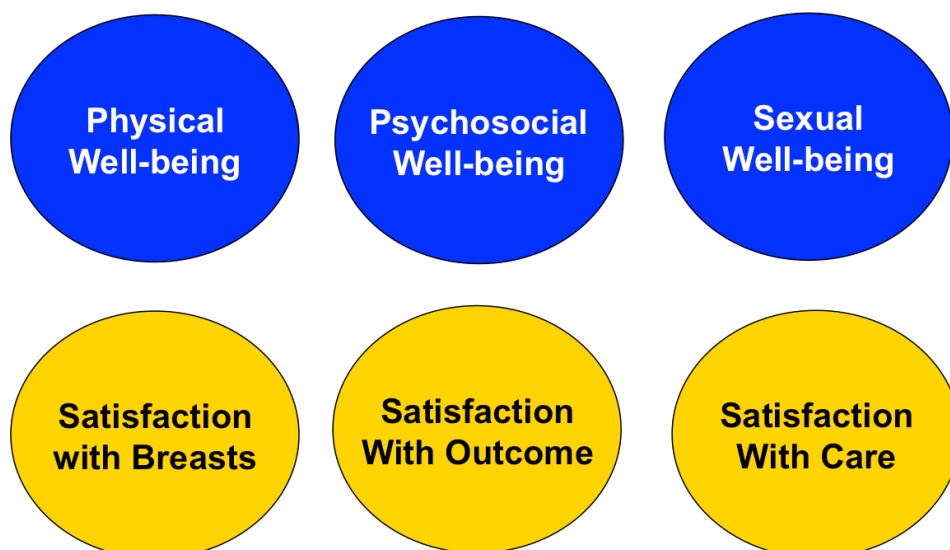 Physical
Well-being
Psychosocial
Well-being
Sexual
Well-being
Satisfaction
with Breasts
Satisfaction
With Outcome
Satisfaction
With Care